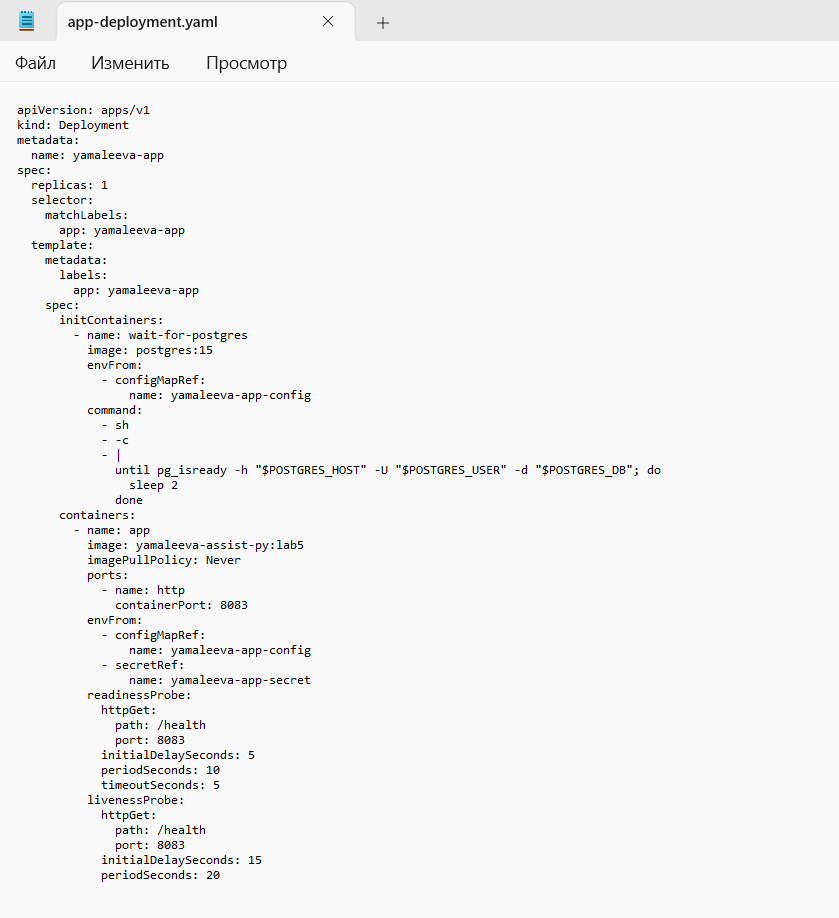 app-deployment.yaml
Файл Изменить Просмотр
apiVersion: apps/v1
kind: Deployment
metadata:
  name: yamaleeva-app
spec:
  replicas: 1
  selector:
    matchLabels:
      app: yamaleeva-app
  template:
    metadata:
      labels:
        app: yamaleeva-app
    spec:
      initContainers:
        - name: wait-for-postgres
          image: postgres:15
          envFrom:
            - configMapRef:
                name: yamaleeva-app-config
          command:
            - sh
            - -c
            - |
              until pg_isready -h "$POSTGRES_HOST" -U "$POSTGRES_USER" -d "$POSTGRES_DB"; do
                sleep 2
              done
      containers:
        - name: app
          image: yamaleeva-assist-py:lab5
          imagePullPolicy: Never
          ports:
            - name: http
              containerPort: 8083
          envFrom:
            - configMapRef:
                name: yamaleeva-app-config
            - secretRef:
                name: yamaleeva-app-secret
          readinessProbe:
            httpGet:
              path: /health
              port: 8083
            initialDelaySeconds: 5
            periodSeconds: 10
            timeoutSeconds: 5
          livenessProbe:
            httpGet:
              path: /health
              port: 8083
            initialDelaySeconds: 15
            periodSeconds: 20